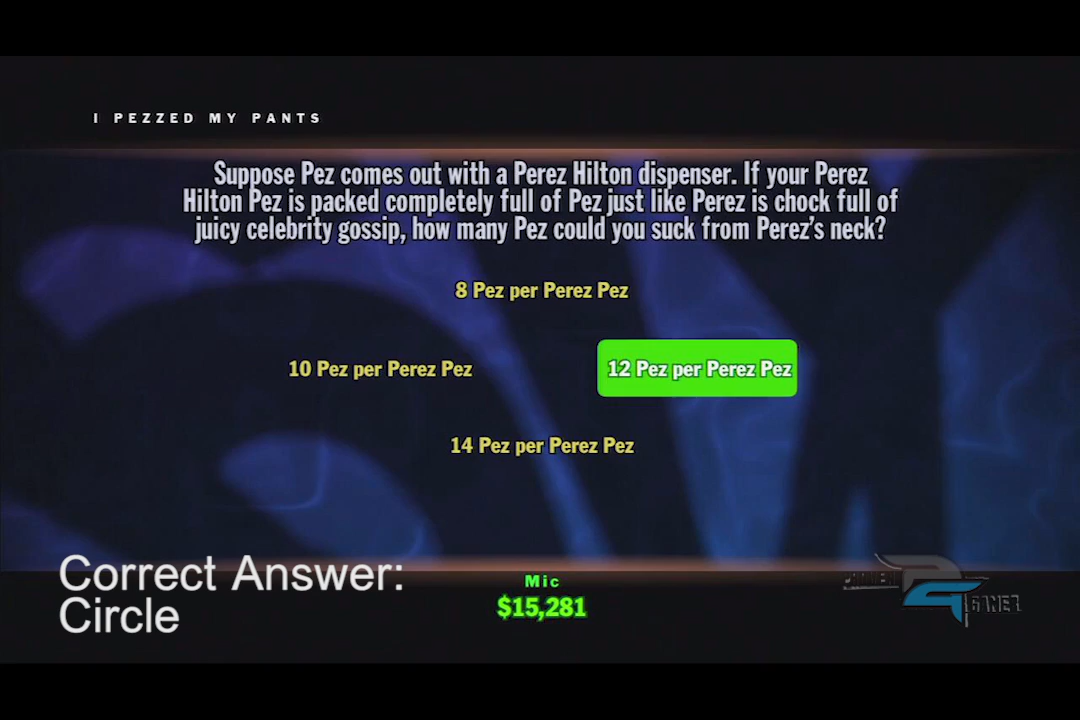 I PEZZED MY PANTS
Suppose Pez comes out with a Perez Hilton dispenser. If your Perez
Hilton Pez is packed completely full of Pez just like Perez is chock full of
juicy celebrity gossip, how many Pez could you suck from Perez's neck?
8 Pez per Perez Pez
10 Pez per Perez Pez
12 Pez per Perez Pez
14 Pez per Perez Pez
Correct Answer:
Circle
Mic
$15,281
GAMER